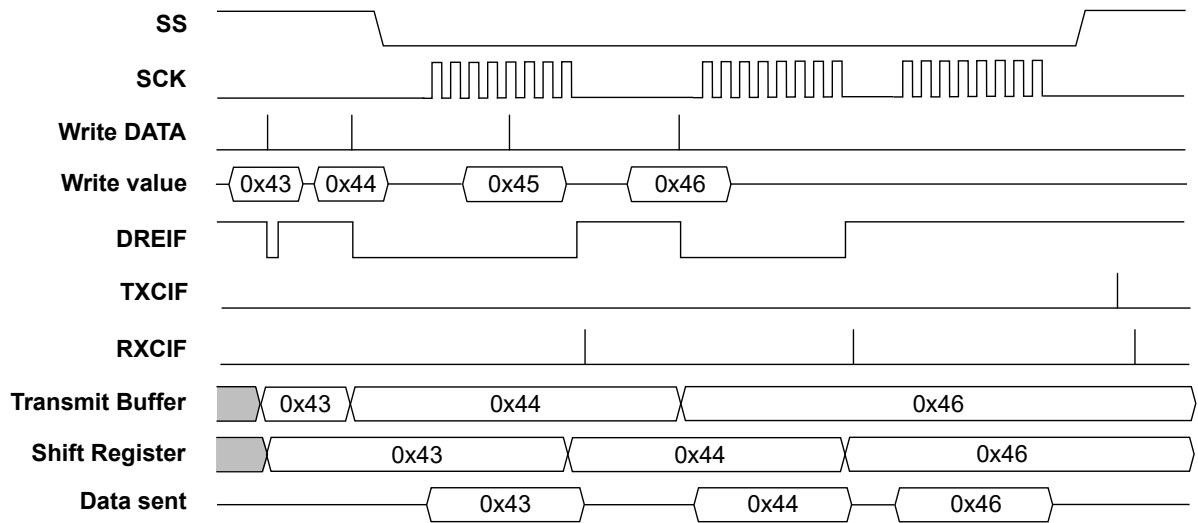 SS
SCK
Write DATA
Write value 0x43 0x44 0x45 0x46
DREIF
TXCIF
RXCIF
Transmit Buffer 0x43 0x44 0x46
Shift Register 0x43 0x44 0x46
Data sent 0x43 0x44 0x46